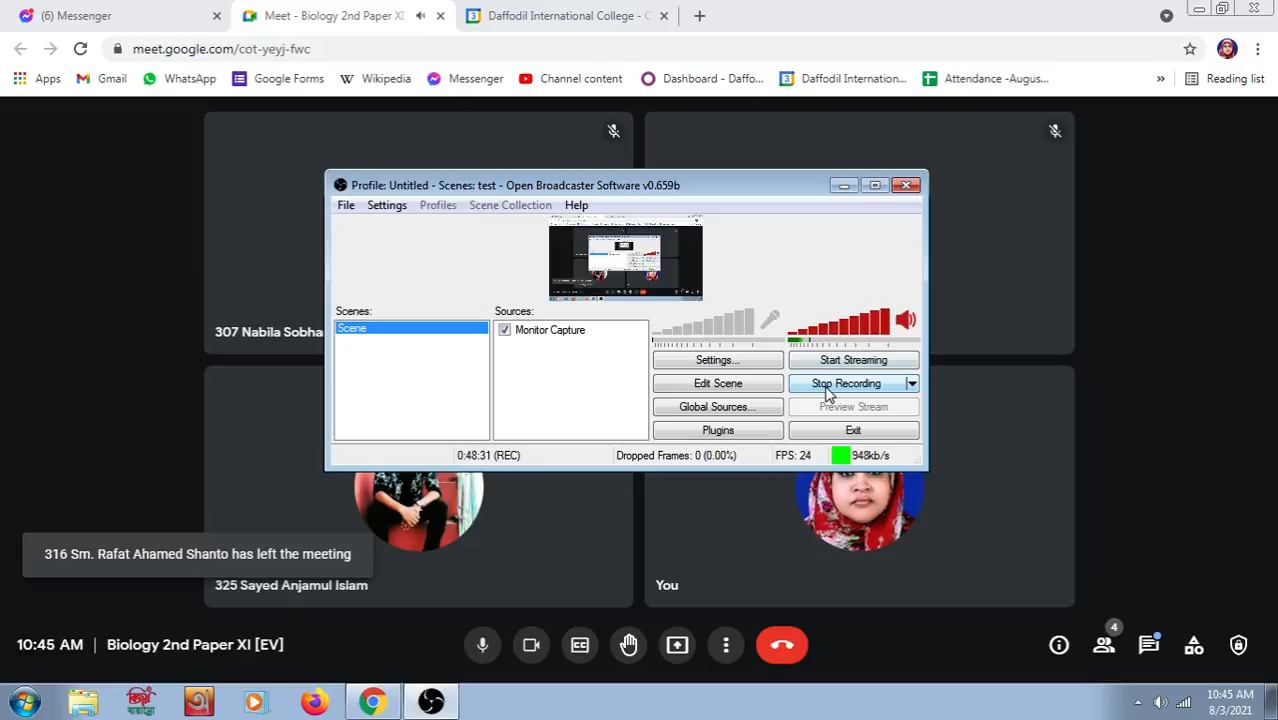 (6) Messenger
Meet - Biology 2nd Paper XI
Daffodil International College - C
meet.google.com/cot-yeyj-fwc
Apps
Gmail
WhatsApp
Google Forms
Wikipedia
Messenger
Channel content
Dashboard - Daffo...
Daffodil Internation...
Attendance -Augus...
»
Reading list
Profile: Untitled - Scenes: test - Open Broadcaster Software v0.659b
File Settings Profiles Scene Collection Help
Scenes:
Scene
Sources:
Monitor Capture
Settings...
Start Streaming
Edit Scene
Stop Recording
Global Sources...
Preview Stream
Plugins
Exit
0:48:31 (REC)
Dropped Frames: 0 (0.00%)
FPS: 24
948kb/s
307 Nabila Sobha
316 Sm. Rafat Ahamed Shanto has left the meeting
325 Sayed Anjamul Islam
You
10:45 AM | Biology 2nd Paper XI [EV]
4
10:45 AM
8/3/2021